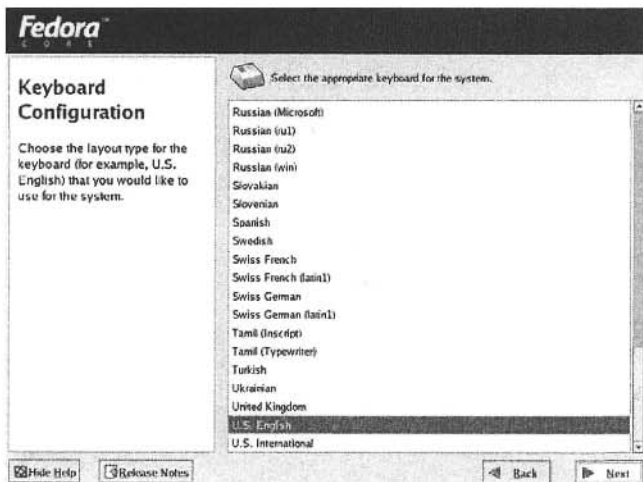 Fedora
CORE
Keyboard
Configuration
Choose the layout type for the
keyboard (for example, U.S.
English) that you would like to
use for the system.
Select the appropriate keyboard for the system.
Russian (Microsoft)
Russian (ru1)
Russian (ru2)
Russian (win)
Slovakian
Slovenian
Spanish
Swedish
Swiss French
Swiss French (latin1)
Swiss German
Swiss German (latin1)
Tamil (Inscript)
Tamil (Typewriter)
Turkish
Ukrainian
United Kingdom
U.S. English
U.S. International
Hide Help
Release Notes
Back
Next